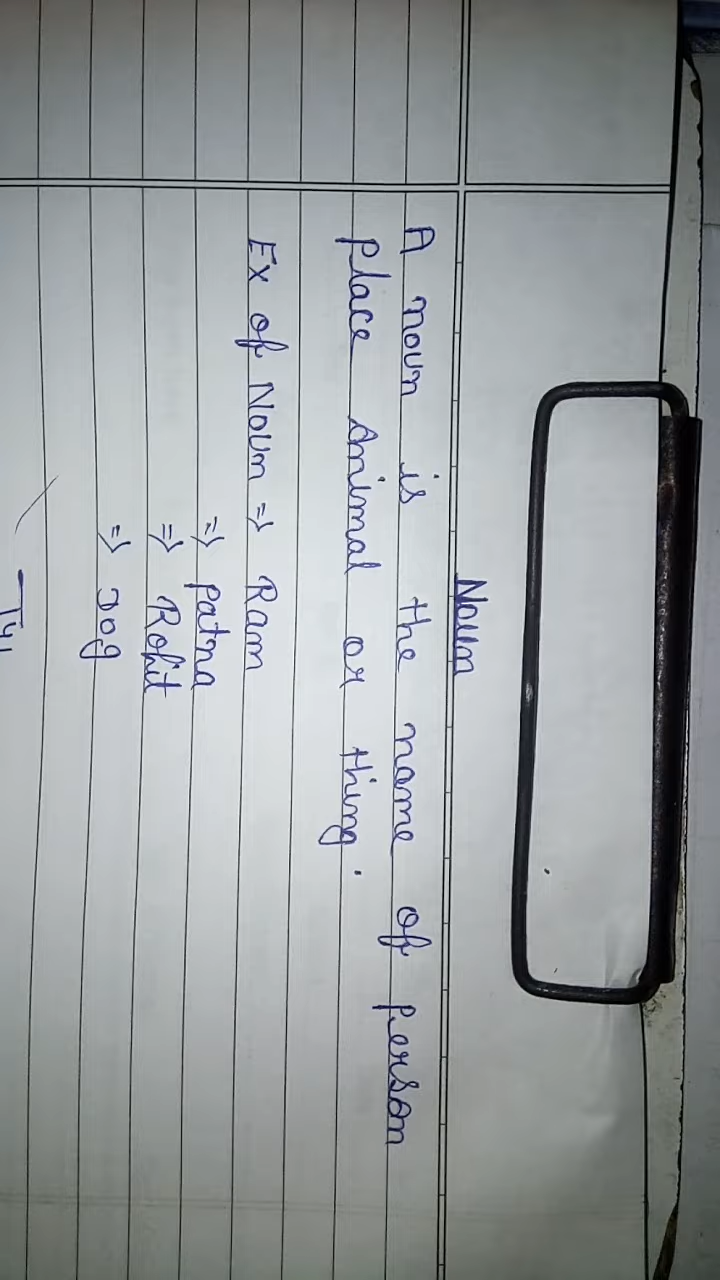 Noun
A noun is the name of person
place Animal or thing.
Ex of Noun ⇒ Ram
⇒ Patna
⇒ Rohit
⇒ Dog